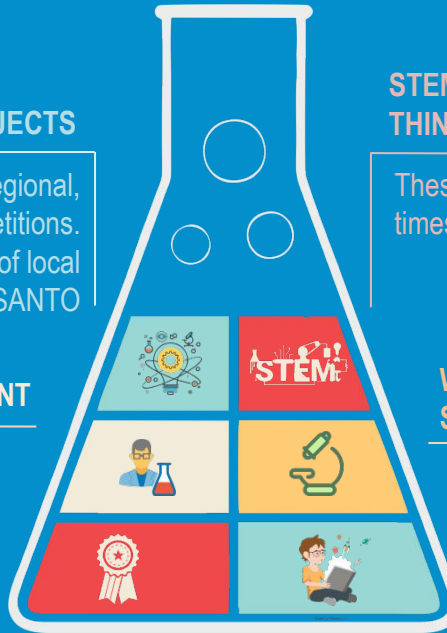 JECTS
egional,
etitions.
of local
SANTO
NT
STEM
THIN
Thes
times
STEM
W
S